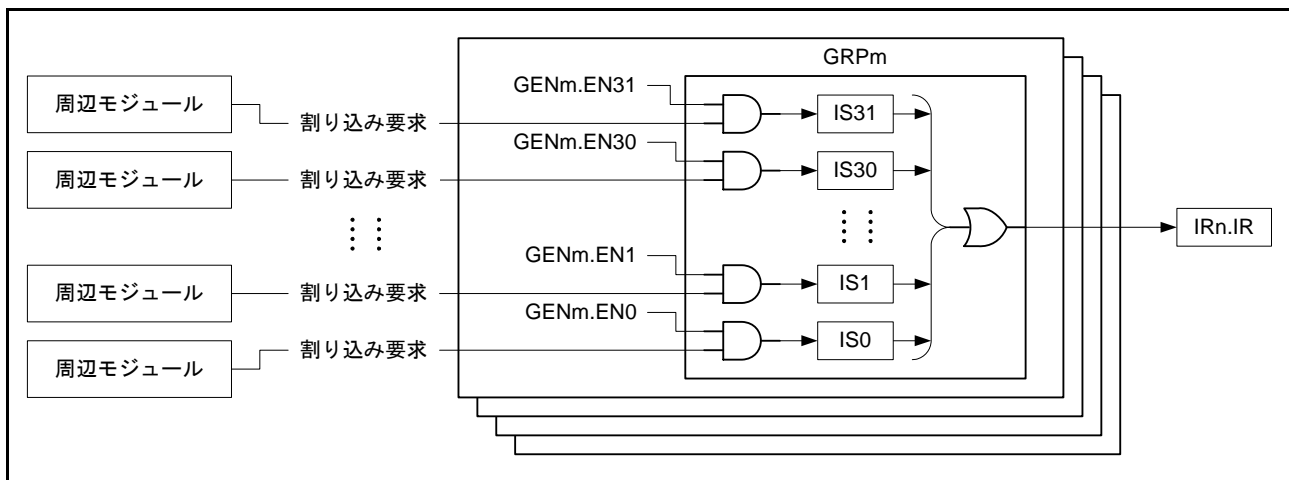 GRPm
GENm.EN31
周辺モジュール
割り込み要求
IS31
GENm.EN30
周辺モジュール
割り込み要求
IS30
IRn.IR
GENm.EN1
周辺モジュール
割り込み要求
IS1
GENm.EN0
周辺モジュール
割り込み要求
IS0